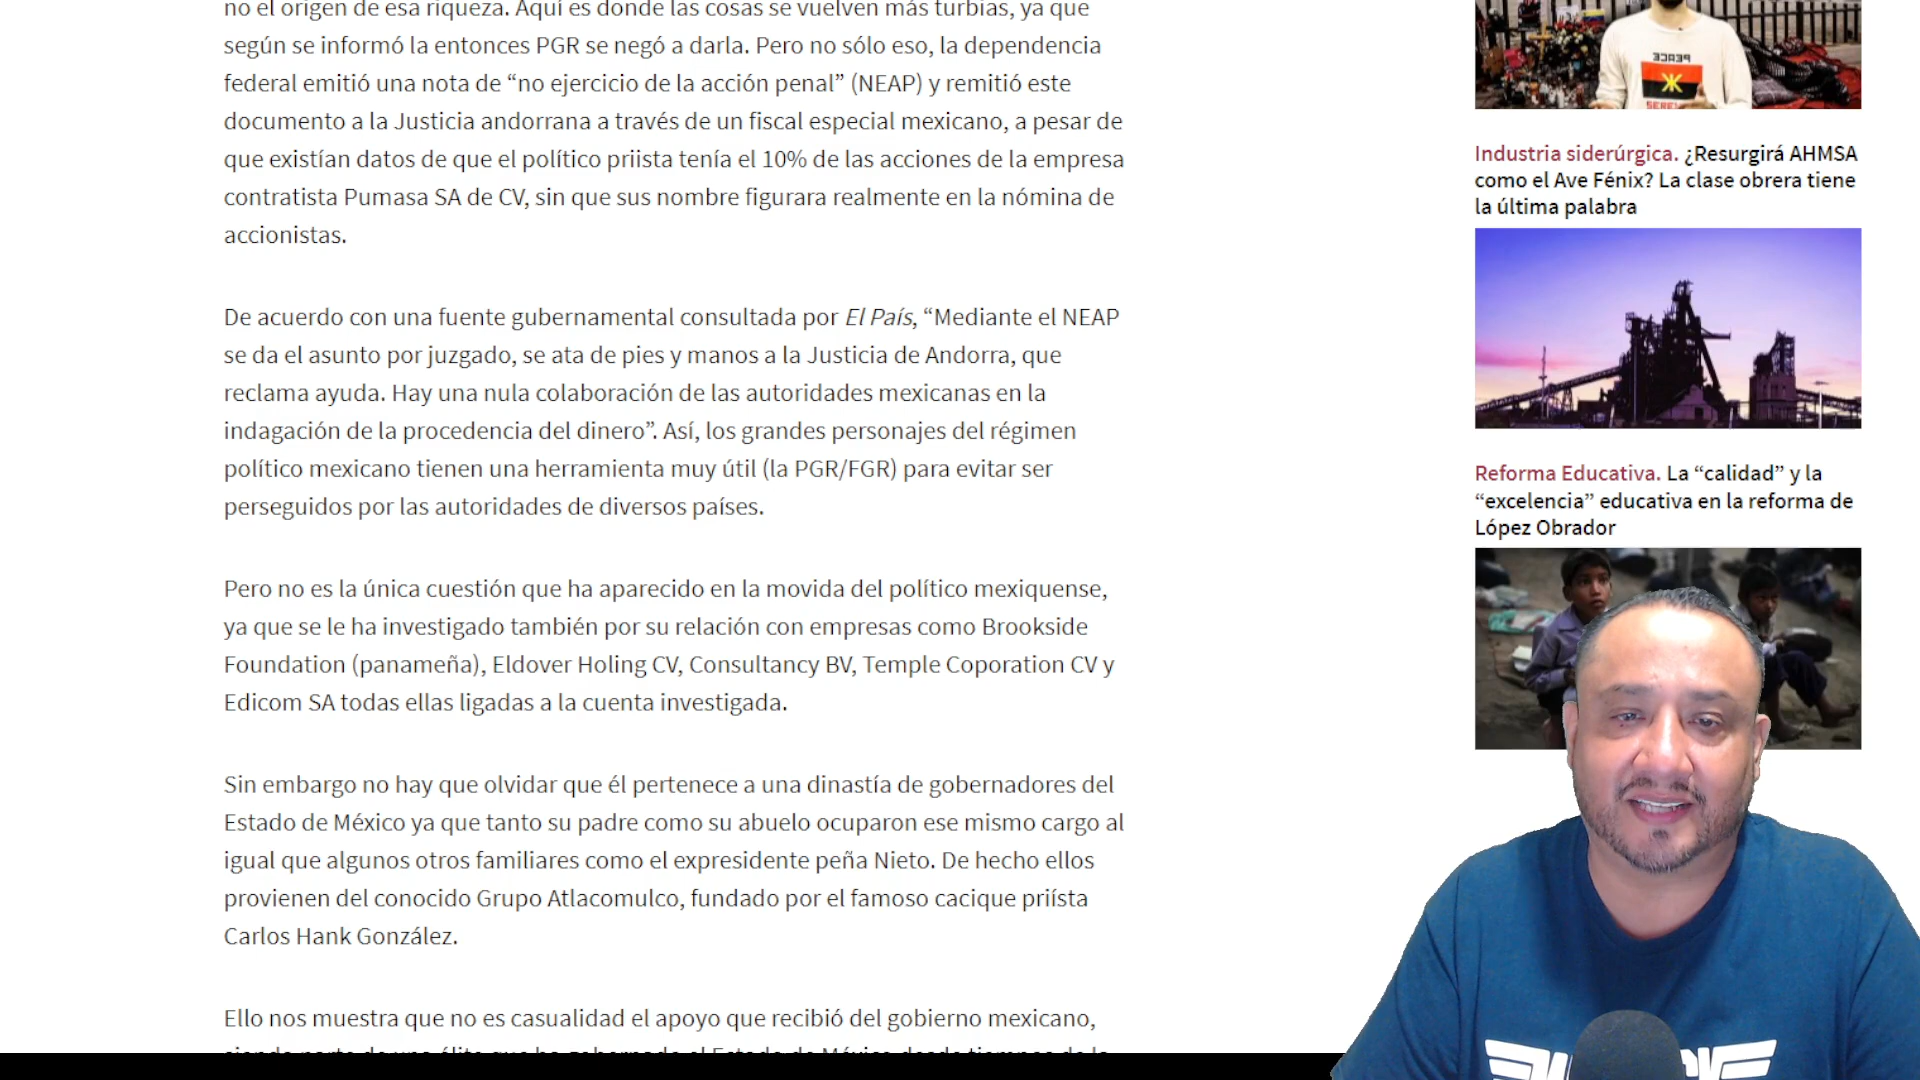 no el origen de esa riqueza. Aquí es donde las cosas se vuelven más turbias, ya que
según se informó la entonces PGR se negó a darla. Pero no sólo eso, la dependencia
federal emitió una nota de “no ejercicio de la acción penal” (NEAP) y remitió este
documento a la Justicia andorrana a través de un fiscal especial mexicano, a pesar de
que existían datos de que el político priista tenía el 10% de las acciones de la empresa
contratista Pumasa SA de CV, sin que sus nombre figurara realmente en la nómina de
accionistas.
De acuerdo con una fuente gubernamental consultada por El País, “Mediante el NEAP
se da el asunto por juzgado, se ata de pies y manos a la Justicia de Andorra, que
reclama ayuda. Hay una nula colaboración de las autoridades mexicanas en la
indagación de la procedencia del dinero”. Así, los grandes personajes del régimen
político mexicano tienen una herramienta muy útil (la PGR/FGR) para evitar ser
perseguidos por las autoridades de diversos países.
Pero no es la única cuestión que ha aparecido en la movida del político mexiquense,
ya que se le ha investigado también por su relación con empresas como Brookside
Foundation (panameña), Eldover Holing CV, Consultancy BV, Temple Coporation CV y
Edicom SA todas ellas ligadas a la cuenta investigada.
Sin embargo no hay que olvidar que él pertenece a una dinastía de gobernadores del
Estado de México ya que tanto su padre como su abuelo ocuparon ese mismo cargo al
igual que algunos otros familiares como el expresidente peña Nieto. De hecho ellos
provienen del conocido Grupo Atlacomulco, fundado por el famoso cacique priísta
Carlos Hank González.
Ello nos muestra que no es casualidad el apoyo que recibió del gobierno mexicano,
Industria siderúrgica. ¿Resurgirá AHMSA
como el Ave Fénix? La clase obrera tiene
la última palabra
Reforma Educativa. La “calidad” y la
“excelencia” educativa en la reforma de
López Obrador